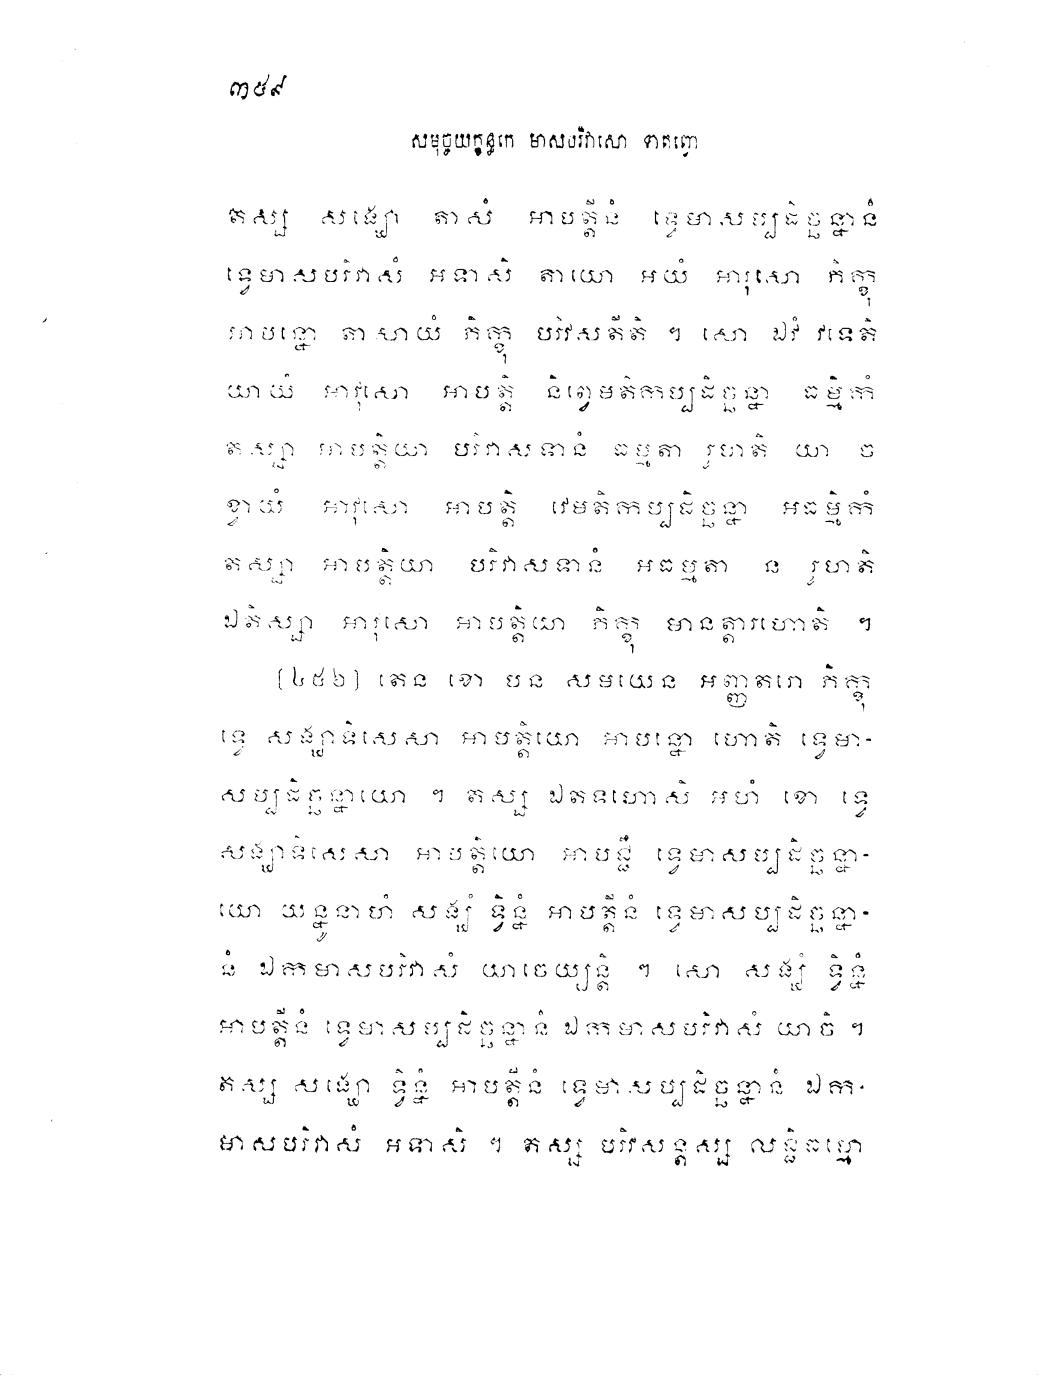 ៣៥៩
សមុច្ចយក្ខន្ធកេ មាសបរិវាសោ ទាតព្វោ
តស្ស សង្ឃោ តាសំ អាបត្តីនំ ទ្វេមាសប្បដិច្ឆន្នានំ
ទ្វេមាសបរិវាសំ អទាសិ តាយោ អយំ អាវុសោ ភិក្ខុ
អាបន្នោ តាសាយំ ភិក្ខុ បរិវសតីតិ ។ សោ ឯវំ វទេតិ
យាយំ អាវុសោ អាបត្តិ និព្វេមតិកប្បដិច្ឆន្នា ធម្មិកំ
តស្សា អាបត្តិយា បរិវាសទានំ ធម្មតា រូហតិ យា ច
ខ្វាយំ អាវុសោ អាបត្តិ វេមតិកប្បដិច្ឆន្នា អធម្មិកំ
តស្សា អាបត្តិយា បរិវាសទានំ អធម្មតា ន រូហតិ
ឯតិស្សា អាវុសោ អាបត្តិយោ ភិក្ខុ មានត្តារហោតិ ។
[៤៥៦] តេន ខោ បន សមយេន អញ្ញតរោ ភិក្ខុ
ទ្វេ សង្ឃាទិសេសា អាបត្តិយោ អាបន្នោ ហោតិ ទ្វេមា-
សប្បដិច្ឆន្នាយោ ។ តស្ស ឯតទហោសិ អហំ ខោ ទ្វេ
សង្ឃាទិសេសា អាបត្តិយោ អាបជ្ជឹ ទ្វេមាសប្បដិច្ឆន្នា-
យោ យន្នូនាហំ សង្ឃំ ទ្វិន្នំ អាបត្តីនំ ទ្វេមាសប្បដិច្ឆន្នា-
នំ ឯកមាសបរិវាសំ យាចេយ្យន្តិ ។ សោ សង្ឃំ ទ្វិន្នំ
អាបត្តីនំ ទ្វេមាសប្បដិច្ឆន្នានំ ឯកមាសបរិវាសំ យាចិ ។
តស្ស សង្ឃោ ទ្វិន្នំ អាបត្តីនំ ទ្វេមាសប្បដិច្ឆន្នានំ ឯក-
មាសបរិវាសំ អទាសិ ។ តស្ស បរិវសន្តស្ស លជ្ជិធម្មោ